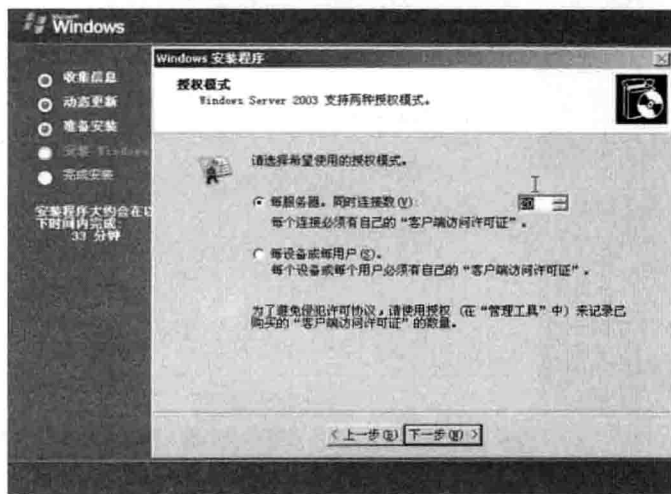 Windows
收集信息
动态更新
准备安装
安装 Windows
完成安装
安装程序大约会在以
下时间内完成:
33 分钟
Windows 安装程序
授权模式
Windows Server 2003 支持两种授权模式。
请选择希望使用的授权模式。
每服务器。同时连接数(V):
每个连接必须有自己的“客户端访问许可证”。
每设备或每用户(S)。
每个设备或每个用户必须有自己的“客户端访问许可证”。
为了避免侵犯许可协议，请使用授权（在“管理工具”中）来记录已
购买的“客户端访问许可证”的数量。
<上一步(B) 下一步(N) >